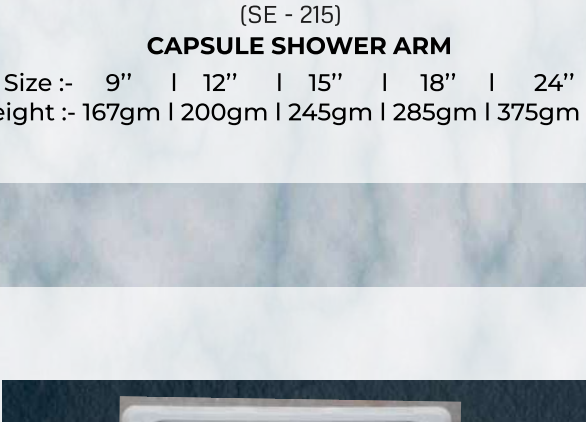 (SE - 215)
CAPSULE SHOWER ARM
Size :- 9’’ l 12’’ l 15’’ l 18’’ l 24’’
eight :- 167gm l 200gm l 245gm l 285gm l 375gm